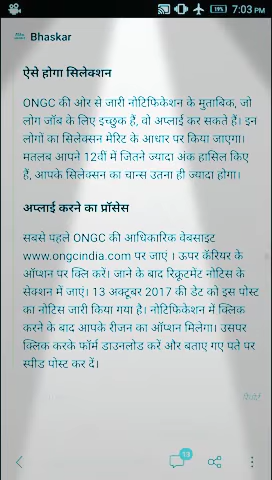 19% 7:03 PM
Bhaskar
ऐसे होगा सिलेक्शन
ONGC की ओर से जारी नोटिफिकेशन के मुताबिक, जो
लोग जॉब के लिए इच्छुक हैं, वो अप्लाई कर सकते हैं। इन
लोगों का सिलेक्सन मेरिट के आधार पर किया जाएगा।
मतलब आपने 12वीं में जितने ज्यादा अंक हासिल किए
हैं, आपके सिलेक्सन का चान्स उतना ही ज्यादा होगा।
अप्लाई करने का प्रॉसेस
सबसे पहले ONGC की आधिकारिक वेबसाइट
www.ongcindia.com पर जाए । ऊपर कॅरियर के
ऑप्शन पर क्लि करें। जाने के बाद रिक्रूटमेंट नोटिस के
सेक्शन में जाएं। 13 अक्टूबर 2017 की डेट को इस पोस्ट
का नोटिस जारी किया गया है। नोटिफिकेशन में क्लिक
करने के बाद आपके रीजन का ऑप्शन मिलेगा। उसपर
क्लिक करके फॉर्म डाउनलोड करें और बताए गए पते पर
स्पीड पोस्ट कर दें।
13